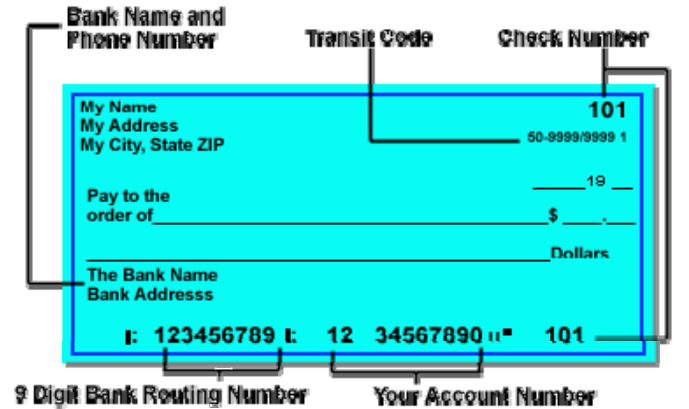 Bank Name and
Phone Number
Transit Code
Check Number
My Name
101
My Address
50-9999/9999 1
My City, State ZIP
19
Pay to the
order of $ .
Dollars
The Bank Name
Bank Addresss
⑆ 123456789 ⑆ 12 34567890 ⑈ 101
9 Digit Bank Routing Number
Your Account Number